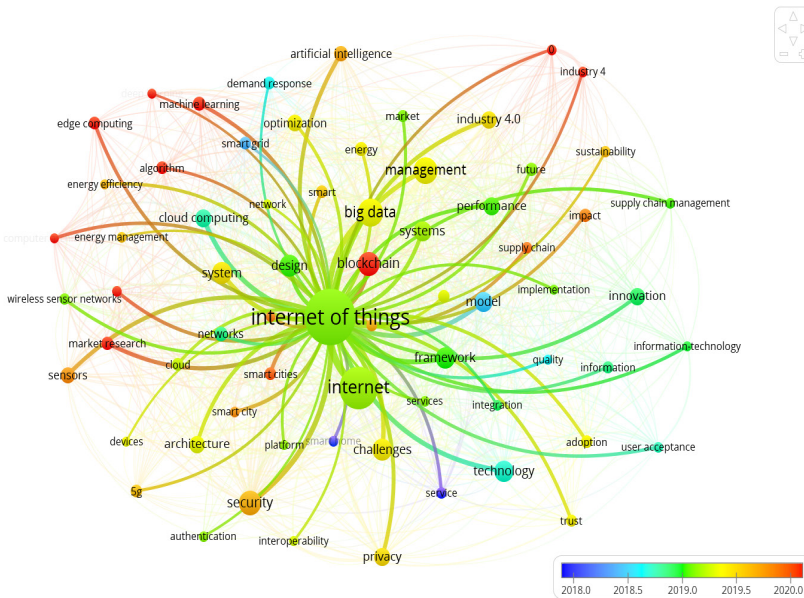 artificial intelligence
0
industry 4
demand response
machine learning
edge computing
optimization
market
industry 4.0
smart grid
energy
sustainability
algorithm
management
future
energy efficiency
smart
network
supply chain management
cloud computing
big data
performance
impact
systems
energy management
supply chain
system
design
blockchain
wireless sensor networks
model
implementation
innovation
internet of things
networks
market research
information technology
cloud
framework
quality
information
sensors
smart cities
internet
services
integration
smart city
devices
architecture
platform
smart home
challenges
adoption
user acceptance
technology
5g
service
security
trust
authentication
interoperability
privacy
2018.0 2018.5 2019.0 2019.5 2020.0